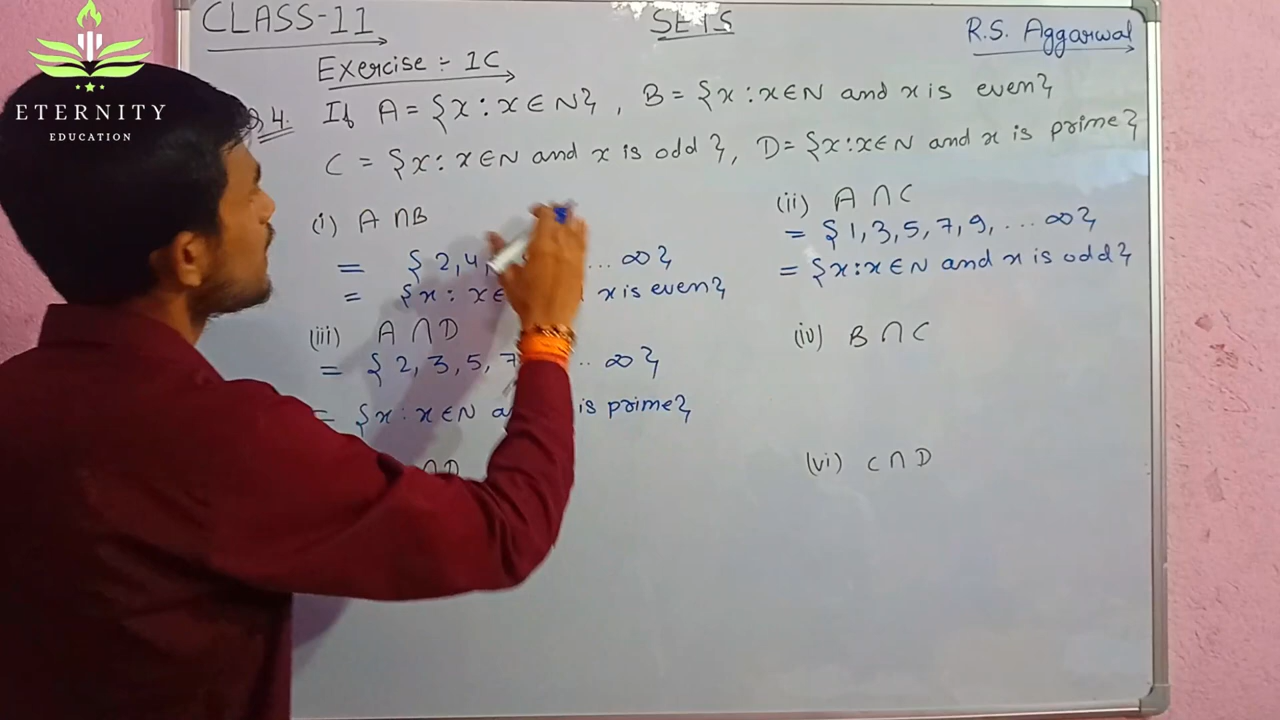 CLASS-11
SETS
R.S. Aggarwal
ETERNITY
EDUCATION
Exercise :- 1C
4. If A = {x : x ∈ N}, B = {x : x ∈ N and x is even}
C = {x : x ∈ N and x is odd}, D = {x : x ∈ N and x is prime}
(i) A ∩ B
= {2, 4, ... ∞}
= {x : x ∈ x is even}
(ii) A ∩ C
= {1, 3, 5, 7, 9, ... ∞}
= {x : x ∈ N and x is odd}
(iii) A ∩ D
= {2, 3, 5, 7 .. ∞}
= {x : x ∈ N is prime}
(iv) B ∩ C
∩ D
(vi) C ∩ D